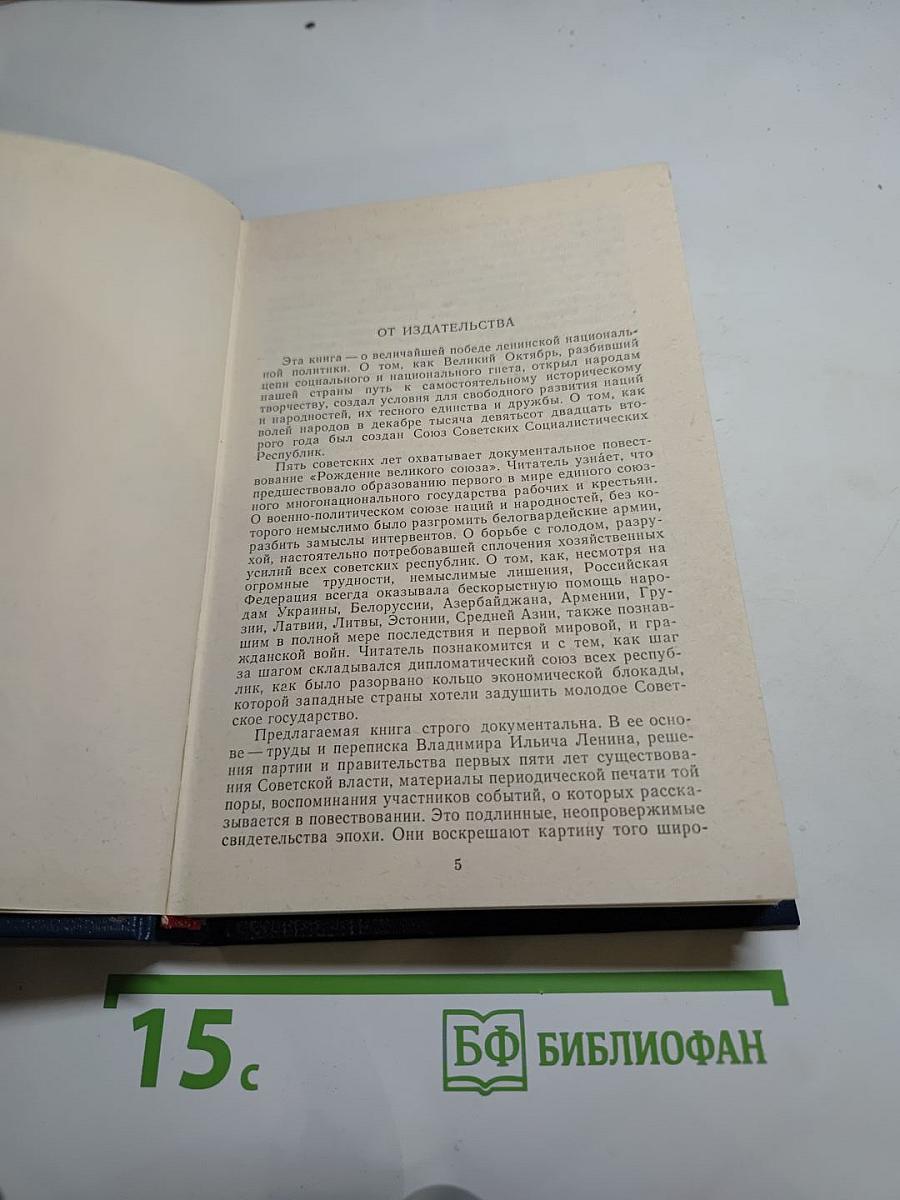 ОТ ИЗДАТЕЛЬСТВА
Эта книга — о величайшей победе ленинской националь-
ной политики. О том, как Великий Октябрь, разбивший
цепи социального и национального гнета, открыл народам
нашей страны путь к самостоятельному историческому
творчеству, создал условия для свободного развития наций
и народностей, их тесного единства и дружбы. О том, как
волей народов в декабре тысяча девятьсот двадцать вто-
рого года был создан Союз Советских Социалистических
Республик.
Пять советских лет охватывает документальное повест-
вование «Рождение великого союза». Читатель узна́ет, что
предшествовало образованию первого в мире единого союз-
ного многонационального государства рабочих и крестьян.
О военно-политическом союзе наций и народностей, без ко-
торого немыслимо было разгромить белогвардейские армии,
разбить замыслы интервентов. О борьбе с голодом, разру-
хой, настоятельно потребовавшей сплочения хозяйственных
усилий всех советских республик. О том, как, несмотря на
огромные трудности, немыслимые лишения, Российская
Федерация всегда оказывала бескорыстную помощь наро-
дам Украины, Белоруссии, Азербайджана, Армении, Гру-
зии, Латвии, Литвы, Эстонии, Средней Азии, также познав-
шим в полной мере последствия и первой мировой, и гра-
жданской войн. Читатель познакомится и с тем, как шаг
за шагом складывался дипломатический союз всех респуб-
лик, как было разорвано кольцо экономической блокады,
которой западные страны хотели задушить молодое Совет-
ское государство.
Предлагаемая книга строго документальна. В ее осно-
ве — труды и переписка Владимира Ильича Ленина, реше-
ния партии и правительства первых пяти лет существова-
ния Советской власти, материалы периодической печати той
поры, воспоминания участников событий, о которых расска-
зывается в повествовании. Это подлинные, неопровержимые
свидетельства эпохи. Они воскрешают картину того широ-
5
15 с
БФ БИБЛИОФАН